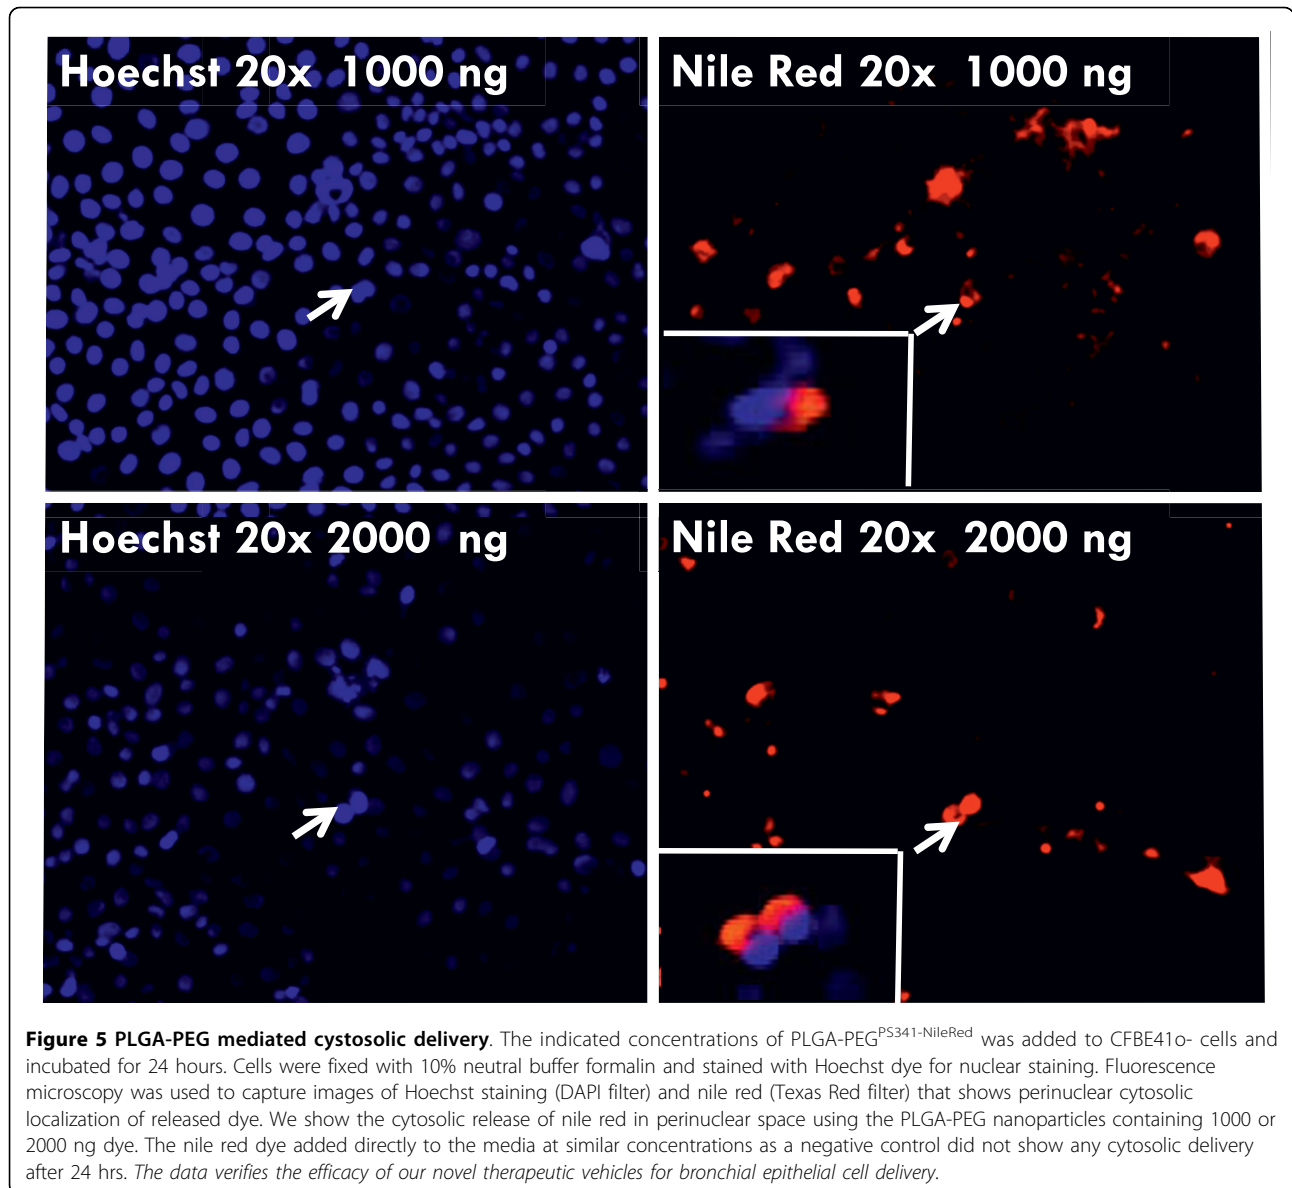 Hoechst 20x 1000 ng
Nile Red 20x 1000 ng
Hoechst 20x 2000 ng
Nile Red 20x 2000 ng
Figure 5 PLGA-PEG mediated cystosolic delivery. The indicated concentrations of PLGA-PEGPS341-NileRed was added to CFBE41o- cells and
incubated for 24 hours. Cells were fixed with 10% neutral buffer formalin and stained with Hoechst dye for nuclear staining. Fluorescence
microscopy was used to capture images of Hoechst staining (DAPI filter) and nile red (Texas Red filter) that shows perinuclear cytosolic
localization of released dye. We show the cytosolic release of nile red in perinuclear space using the PLGA-PEG nanoparticles containing 1000 or
2000 ng dye. The nile red dye added directly to the media at similar concentrations as a negative control did not show any cytosolic delivery
after 24 hrs. The data verifies the efficacy of our novel therapeutic vehicles for bronchial epithelial cell delivery.